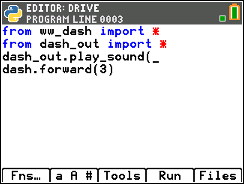 EDITOR: DRIVE
PROGRAM LINE 0003
from ww_dash import *
from dash_out import *
dash_out.play_sound(_
dash.forward(3)
Fns… a A # Tools Run Files